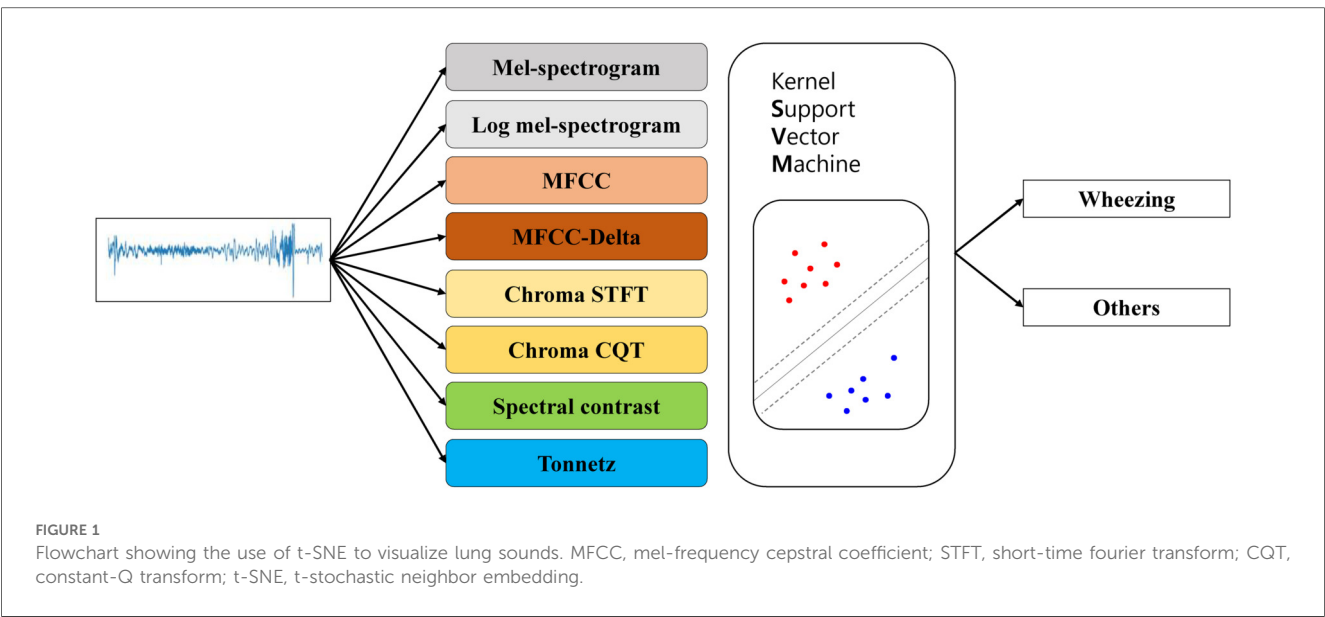 Mel-spectrogram
Log mel-spectrogram
MFCC
MFCC-Delta
Chroma STFT
Chroma CQT
Spectral contrast
Tonnetz
Kernel
Support
Vector
Machine
Wheezing
Others
FIGURE 1
Flowchart showing the use of t-SNE to visualize lung sounds. MFCC, mel-frequency cepstral coefficient; STFT, short-time fourier transform; CQT,
constant-Q transform; t-SNE, t-stochastic neighbor embedding.